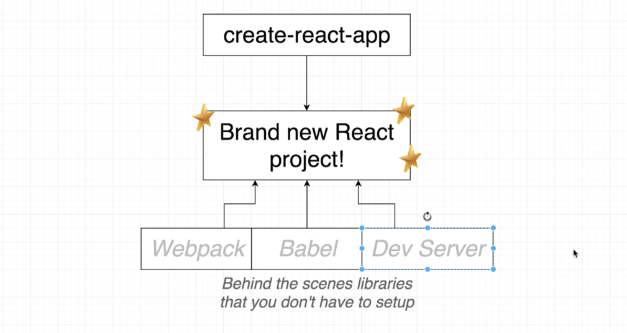 create-react-app
Brand new React
project!
Webpack
Babel
Dev Server
Behind the scenes libraries
that you don't have to setup